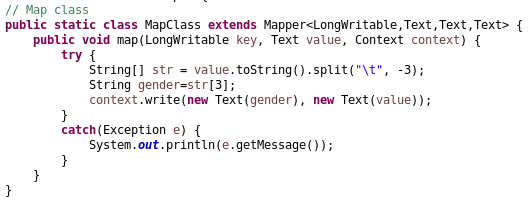 // Map class
public static class MapClass extends Mapper<LongWritable,Text,Text,Text> {
public void map(LongWritable key, Text value, Context context) {
try {
String[] str = value.toString().split("\t", -3);
String gender=str[3];
context.write(new Text(gender), new Text(value));
}
catch(Exception e) {
System.out.println(e.getMessage());
}
}
}